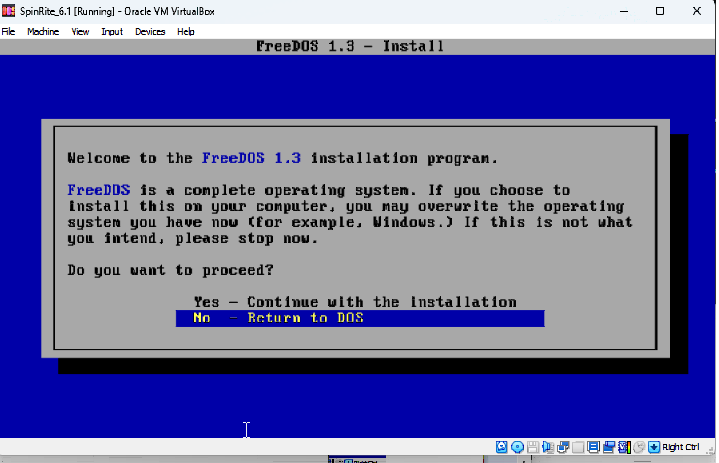 SpinRite_6.1 [Running] - Oracle VM VirtualBox
File Machine View Input Devices Help
FreeDOS 1.3 - Install
Welcome to the FreeDOS 1.3 installation program.
FreeDOS is a complete operating system. If you choose to
install this on your computer, you may overwrite the operating
system you have now (for example, Windows.) If this is not what
you intend, please stop now.
Do you want to proceed?
Yes - Continue with the installation
No - Return to DOS
Right Ctrl